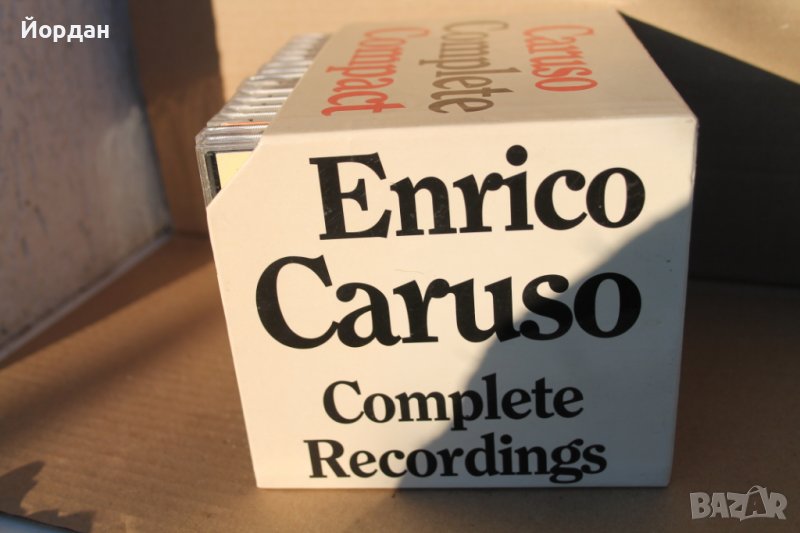 Йордан
Caruso
Complete
Compact
Enrico
Caruso
Complete
Recordings
BAZAR